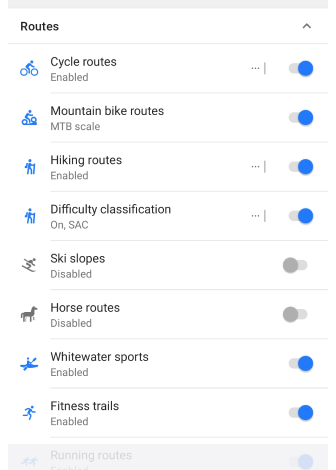 Routes
Cycle routes
Enabled
Mountain bike routes
MTB scale
Hiking routes
Enabled
Difficulty classification
On, SAC
Ski slopes
Disabled
Horse routes
Disabled
Whitewater sports
Enabled
Fitness trails
Enabled
Running routes